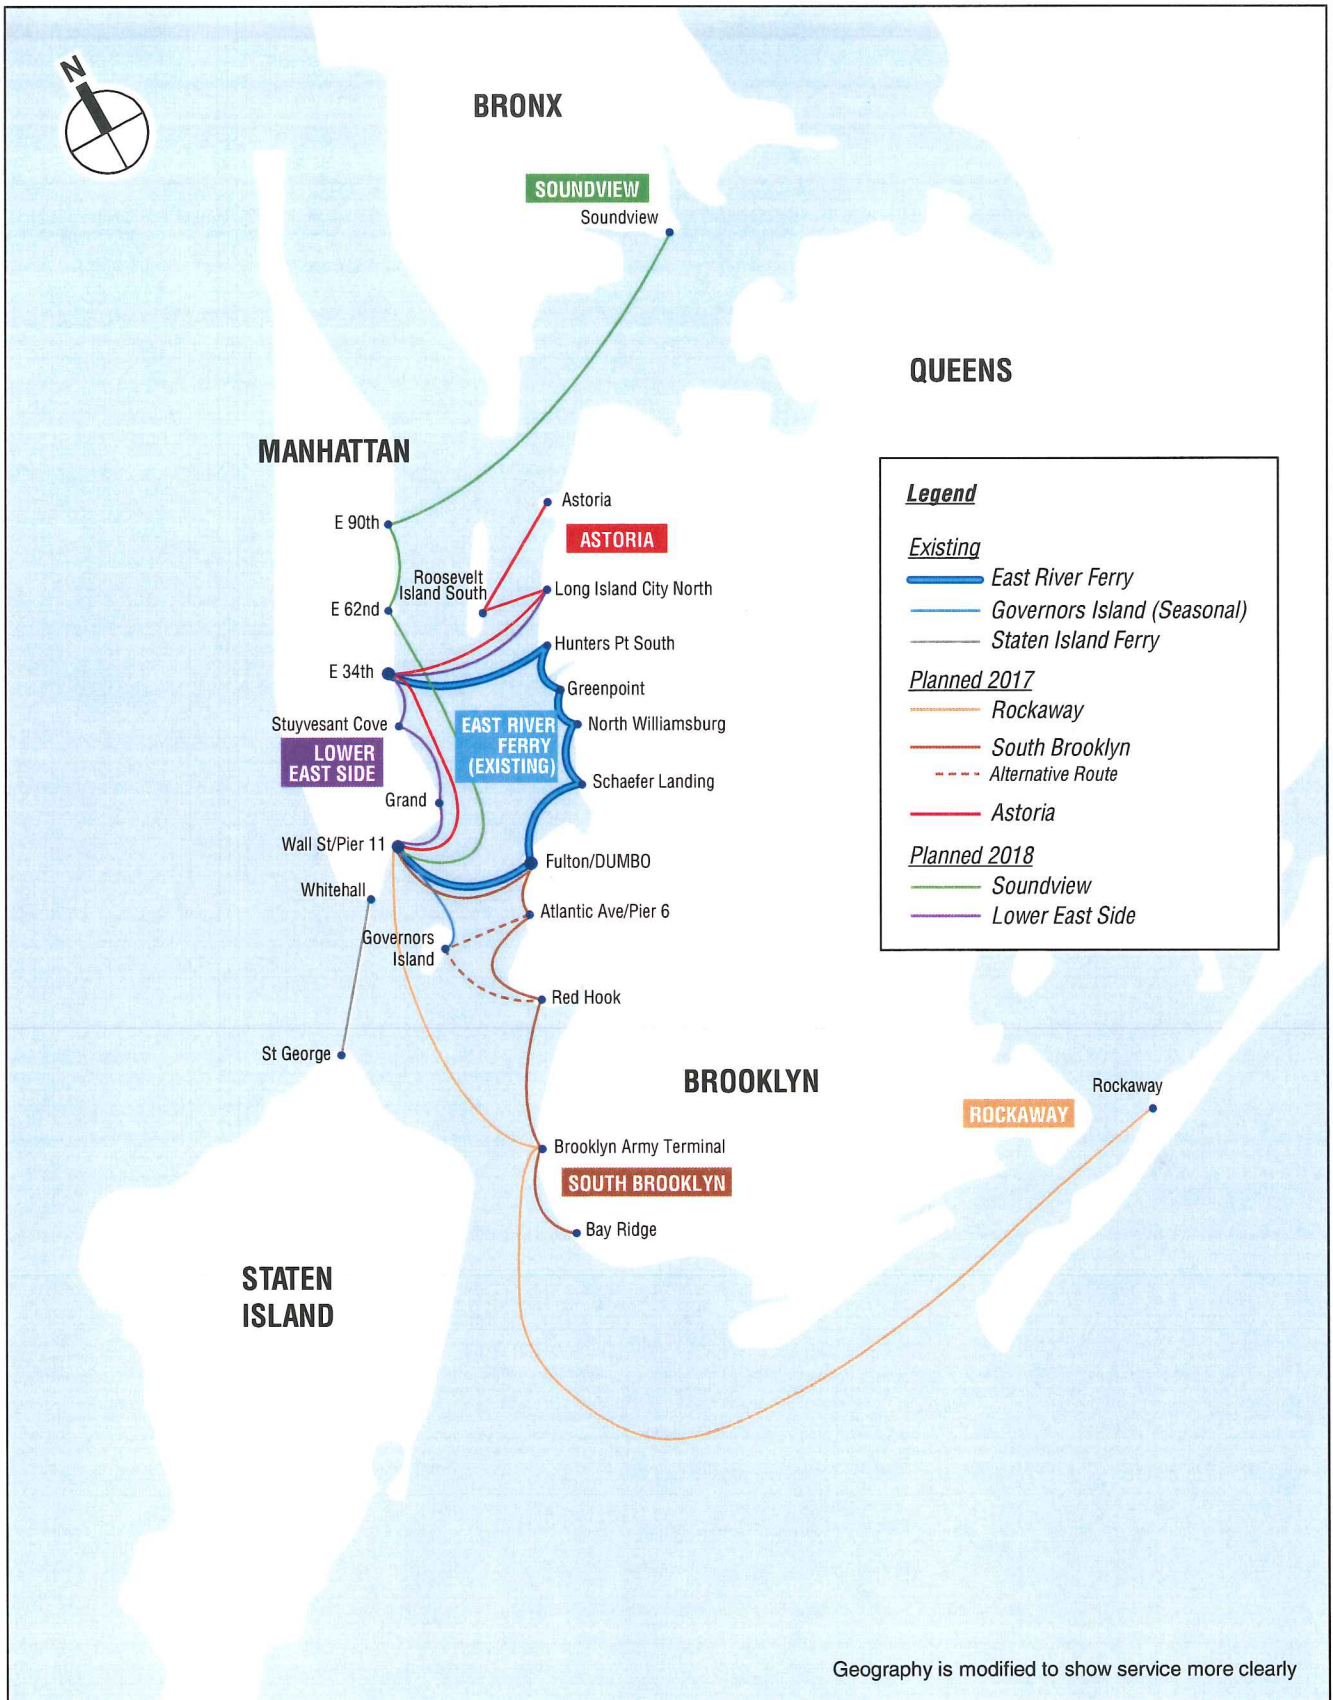 N
BRONX
SOUNDVIEW
Soundview
QUEENS
MANHATTAN
E 90th
Astoria
ASTORIA
Roosevelt
Island South
Long Island City North
E 62nd
Hunters Pt South
E 34th
Greenpoint
Stuyvesant Cove
North Williamsburg
LOWER
EAST SIDE
EAST RIVER
FERRY
(EXISTING)
Schaefer Landing
Grand
Wall St/Pier 11
Fulton/DUMBO
Whitehall
Atlantic Ave/Pier 6
Governors
Island
Red Hook
St George
BROOKLYN
Rockaway
ROCKAWAY
Brooklyn Army Terminal
SOUTH BROOKLYN
Bay Ridge
STATEN
ISLAND
Legend
Existing
East River Ferry
Governors Island (Seasonal)
Staten Island Ferry
Planned 2017
Rockaway
South Brooklyn
Alternative Route
Astoria
Planned 2018
Soundview
Lower East Side
Geography is modified to show service more clearly